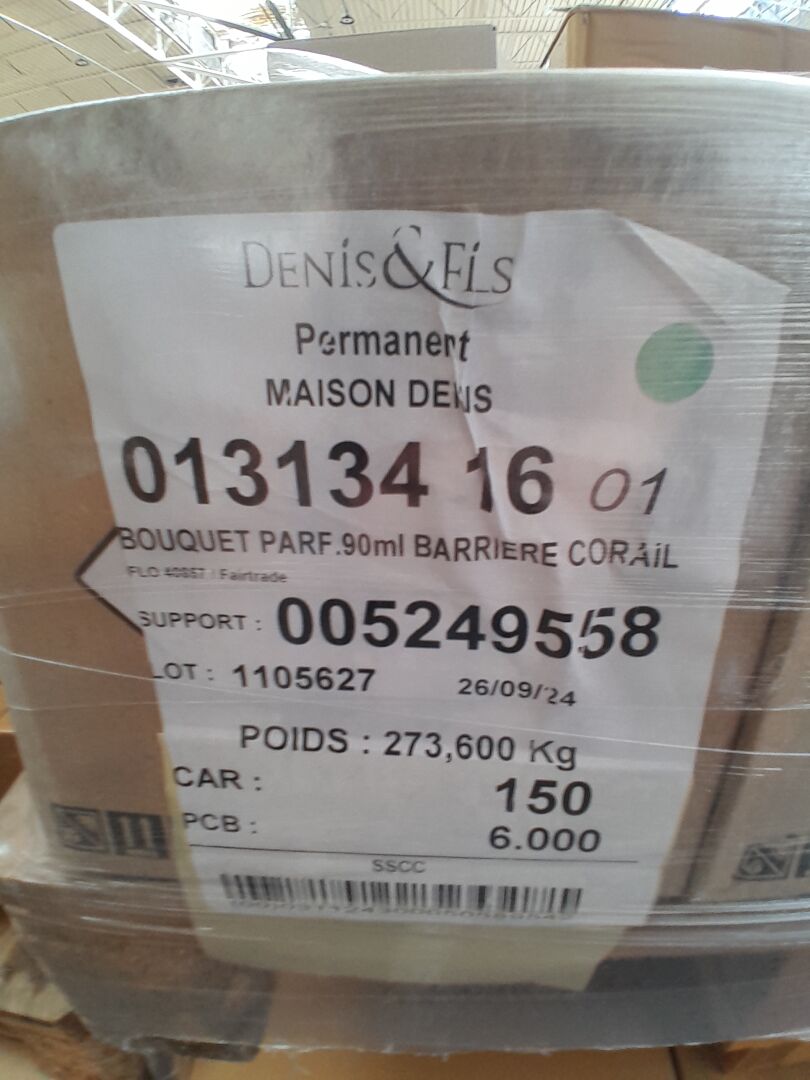 DENIS & FILS
Permanent
MAISON DENIS
013134 16 01
BOUQUET PARF.90ml BARRIERE CORAIL
FLO 40857 / Fairtrade
SUPPORT : 005249558
LOT : 1105627 26/09/24
POIDS : 273,600 Kg
CAR : 150
PCB : 6.000
SSCC